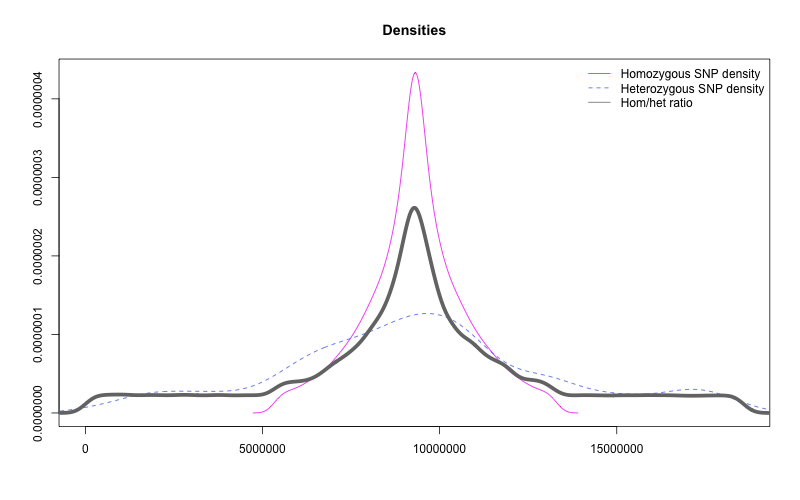 Densities
Homozygous SNP density
Heterozygous SNP density
Hom/het ratio
0.0000004
0.0000003
0.0000002
0.0000001
0.0000000
0 5000000 10000000 15000000